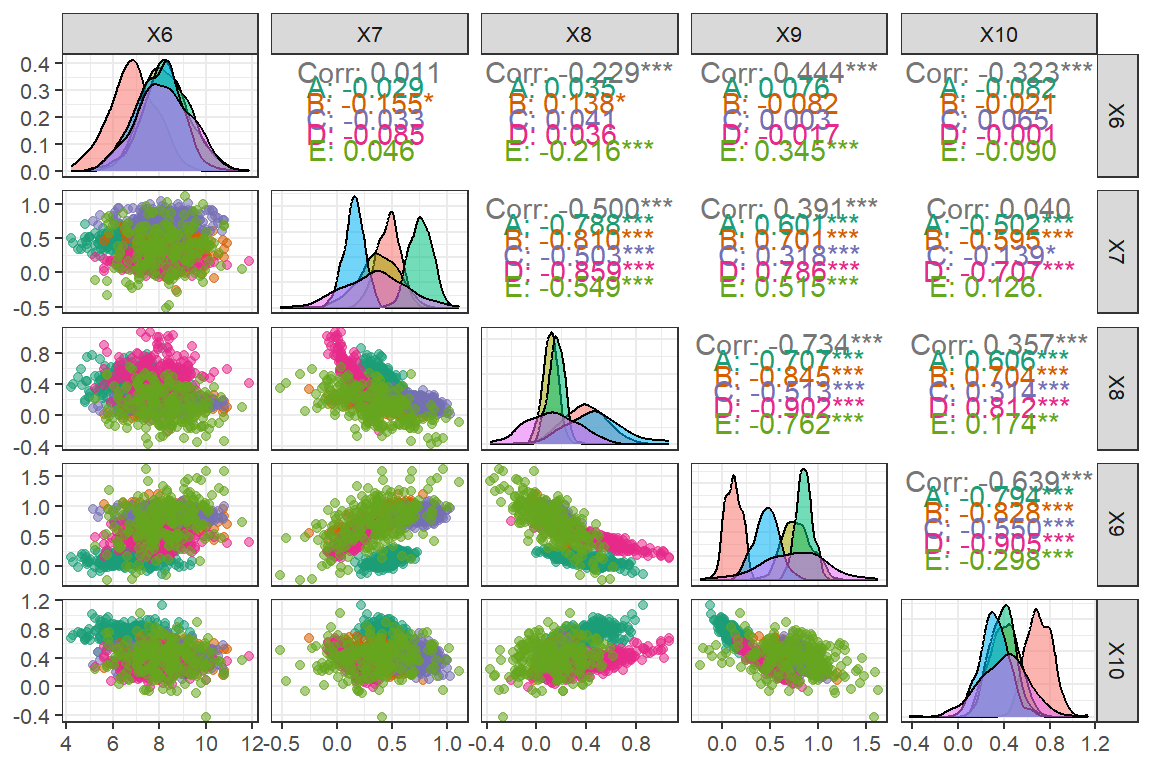 X6 X7 X8 X9 X10
0.4
0.3
0.2
0.1
0.0
Corr: 0.011
A: -0.029
B: -0.155*
C: -0.033
D: -0.085
E: 0.046
Corr: -0.229***
A: 0.035
B: 0.138*
C: 0.041
D: 0.036
E: -0.216***
Corr: 0.444***
A: 0.076
B: -0.082
C: 0.003
D: -0.017
E: 0.345***
Corr: -0.323***
A: -0.082
B: -0.021
C: 0.065
D: -0.001
E: -0.090
X6
1.0
0.5
0.0
-0.5
Corr: -0.500***
A: -0.788***
B: -0.810***
C: -0.503***
D: -0.859***
E: -0.549***
Corr: 0.391***
A: 0.601***
B: 0.701***
C: 0.318***
D: 0.786***
E: 0.515***
Corr: 0.040
A: -0.502***
B: -0.595***
C: -0.139*
D: -0.707***
E: 0.126.
X7
0.8
0.4
0.0
-0.4
Corr: -0.734***
A: -0.707***
B: -0.845***
C: -0.513***
D: -0.902***
E: -0.762***
Corr: 0.357***
A: 0.606***
B: 0.704***
C: 0.314***
D: 0.812***
E: 0.174**
X8
1.5
1.0
0.5
0.0
Corr: -0.639***
A: -0.794***
B: -0.828***
C: -0.550***
D: -0.905***
E: -0.298***
X9
1.2
0.8
0.4
0.0
-0.4
X10
4 6 8 10 12 -0.5 0.0 0.5 1.0 -0.4 0.0 0.4 0.8 0.0 0.5 1.0 1.5 -0.4 0.0 0.4 0.8 1.2